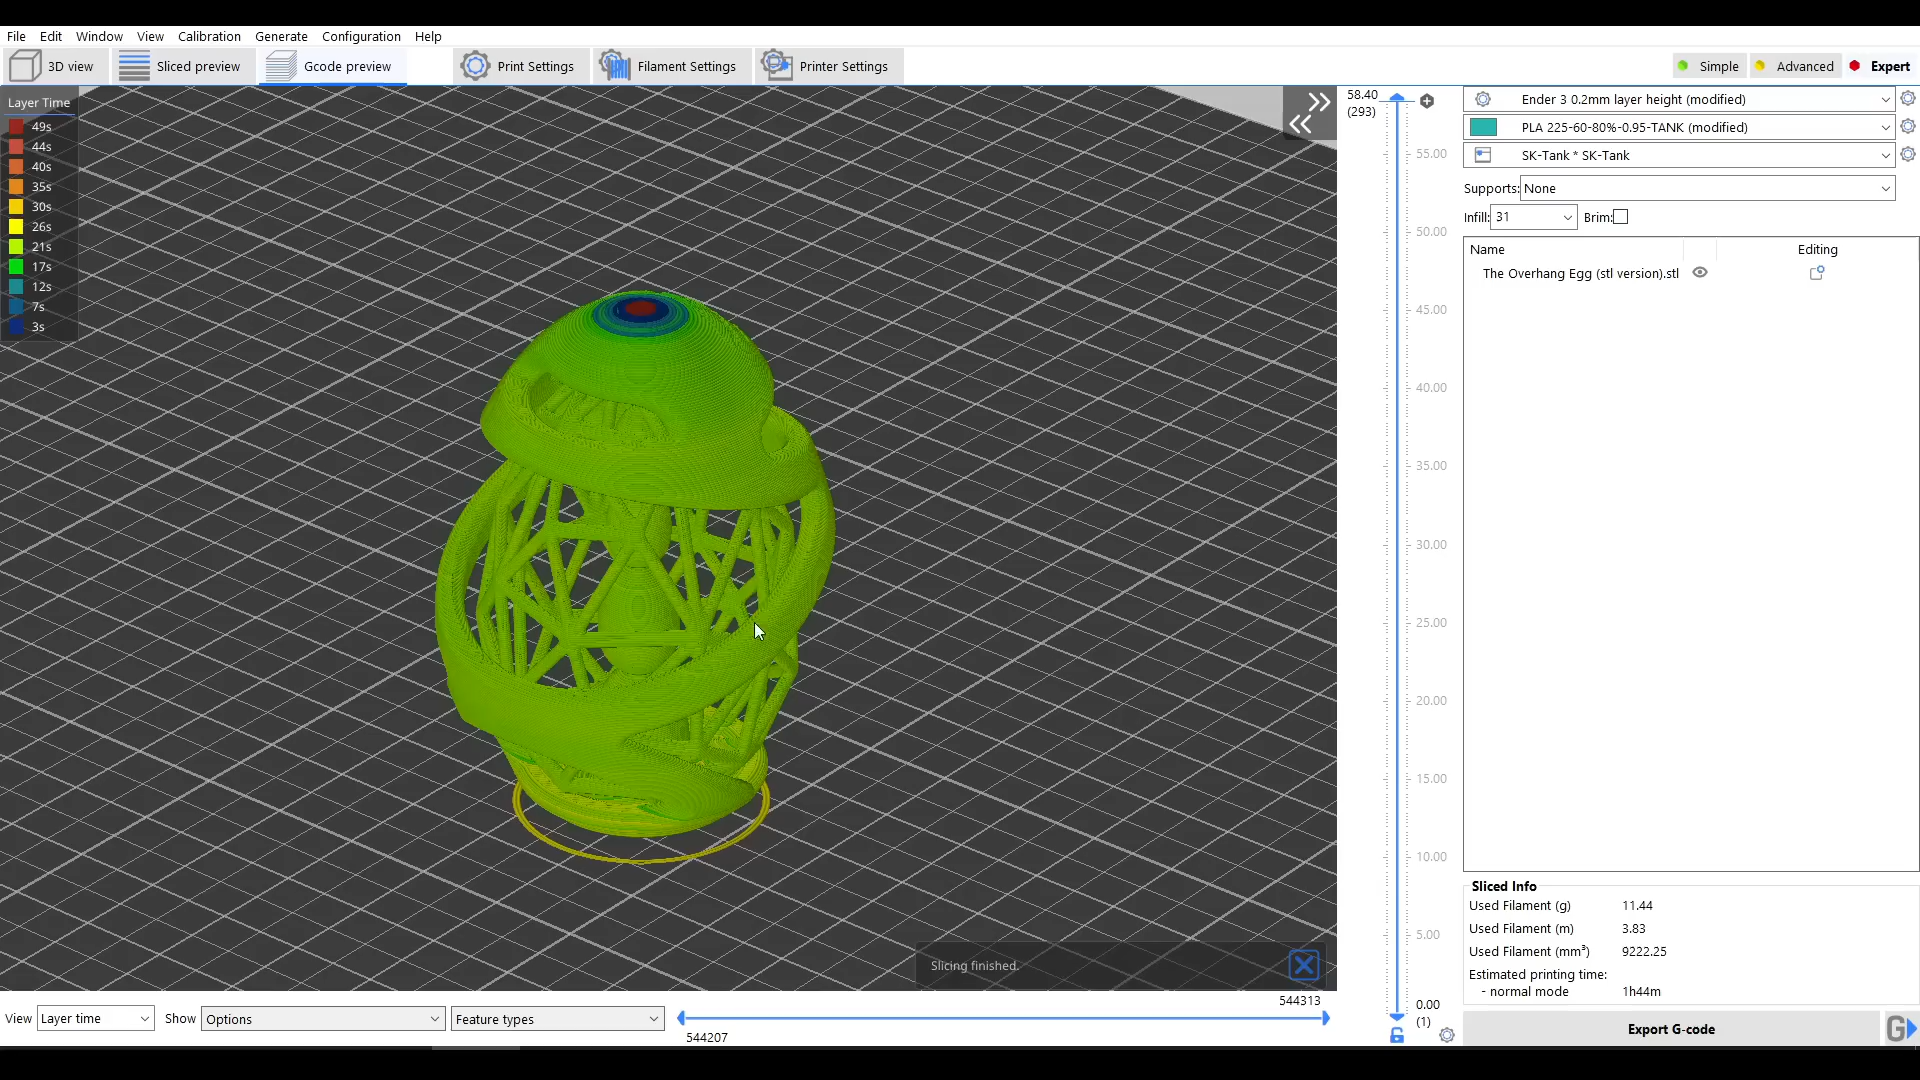 File Edit Window View Calibration Generate Configuration Help
3D view Sliced preview Gcode preview Print Settings Filament Settings Printer Settings Simple Advanced Expert
Layer Time
49s
44s
40s
35s
30s
26s
21s
17s
12s
7s
3s
58.40
(293)
55.00
50.00
45.00
40.00
35.00
30.00
25.00
20.00
15.00
10.00
5.00
0.00
(1)
Ender 3 0.2mm layer height (modified)
PLA 225-60-80%-0.95-TANK (modified)
SK-Tank * SK-Tank
Supports: None
Infill: 31 Brim:
Name Editing
The Overhang Egg (stl version).stl
Sliced Info
Used Filament (g) 11.44
Used Filament (m) 3.83
Used Filament (mm³) 9222.25
Estimated printing time:
- normal mode 1h44m
Export G-code
Slicing finished.
View Layer time Show Options Feature types
544313
544207